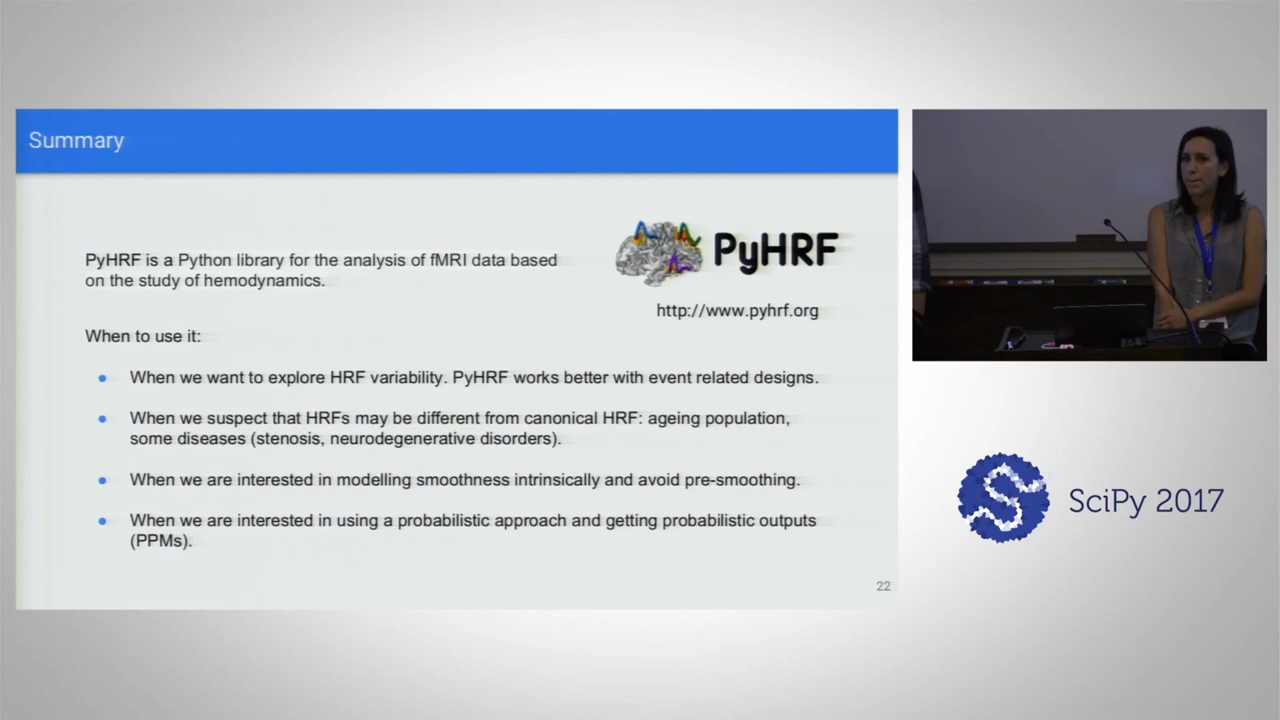 Summary
PyHRF is a Python library for the analysis of fMRI data based
on the study of hemodynamics.
PyHRF
http://www.pyhrf.org
When to use it:
When we want to explore HRF variability. PyHRF works better with event related designs.
When we suspect that HRFs may be different from canonical HRF: ageing population,
some diseases (stenosis, neurodegenerative disorders).
When we are interested in modelling smoothness intrinsically and avoid pre-smoothing.
When we are interested in using a probabilistic approach and getting probabilistic outputs
(PPMs).
22
SciPy 2017